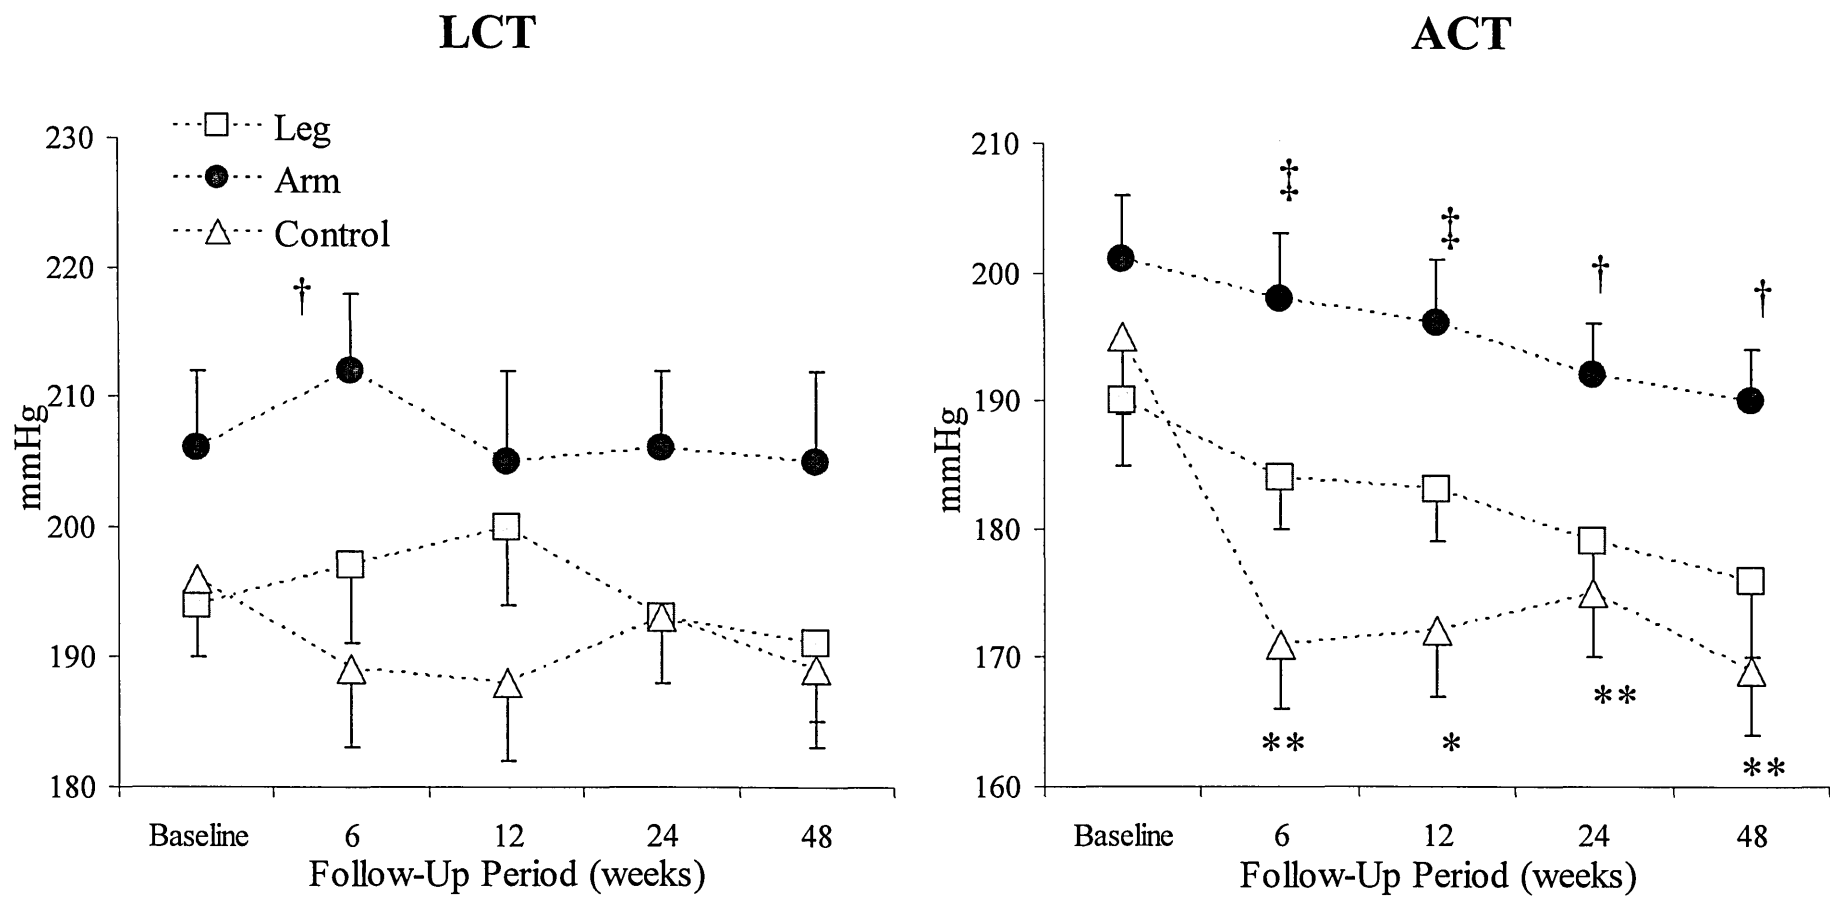 LCT
Leg
Arm
Control
†
230
220
210
200
190
180
mmHg
Baseline 6 12 24 48
Follow-Up Period (weeks)
ACT
210
200
190
180
170
160
mmHg
‡ ‡ † †
** * ** **
Baseline 6 12 24 48
Follow-Up Period (weeks)